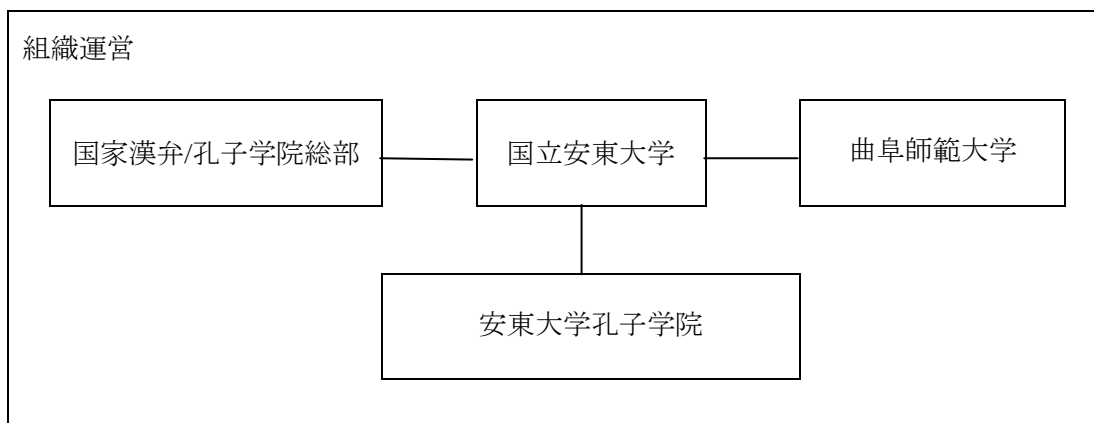 組織運営
国家漢弁/孔子学院総部
国立安東大学
曲阜師範大学
安東大学孔子学院